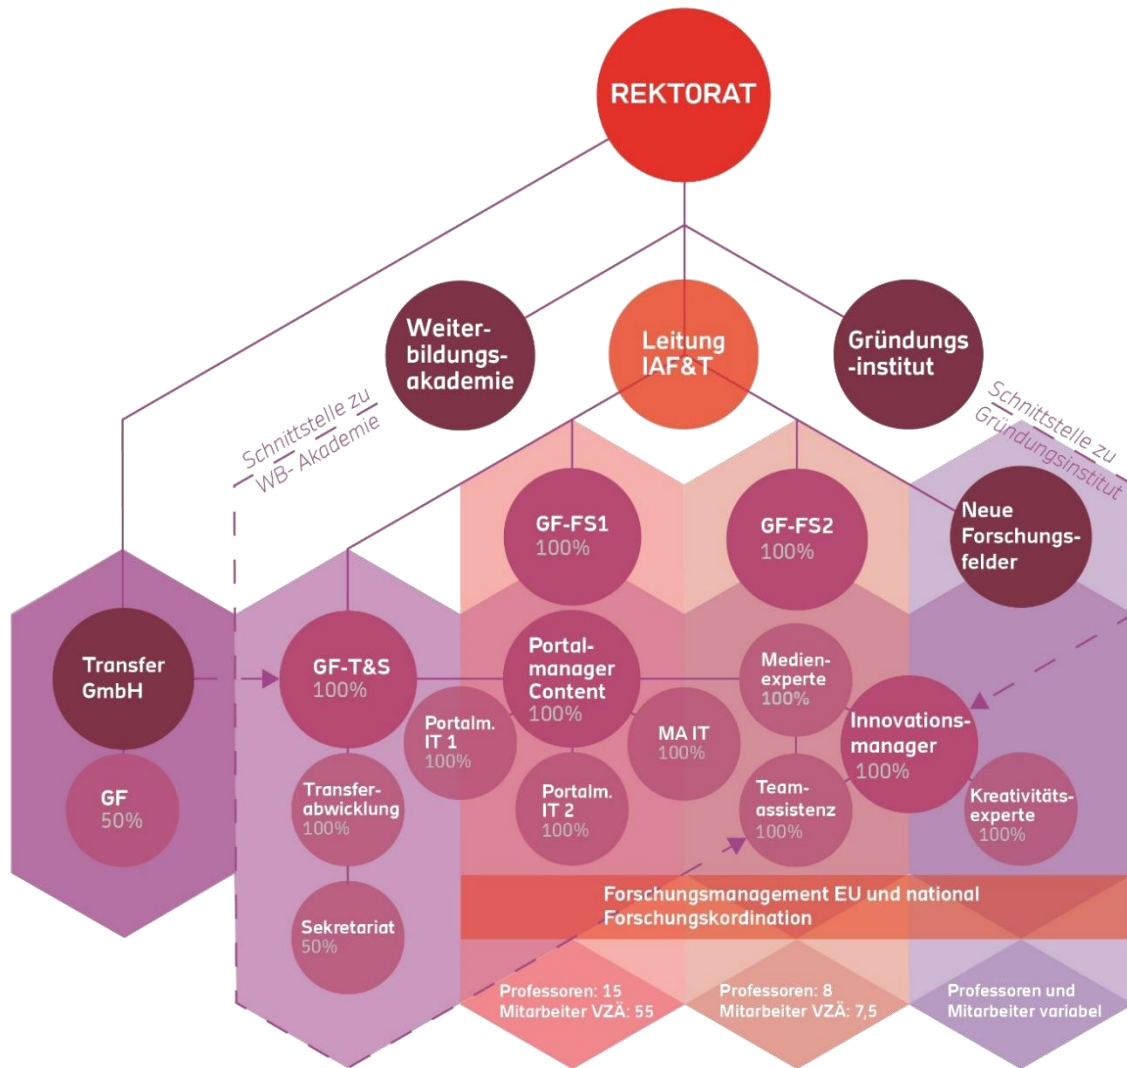 REKTORAT
Weiter-
bildungs-
akademie
Leitung
IAF&T
Gründungs
-institut
Schnittstelle zu
WB- Akademie
Schnittstelle zu
Gründungsinstitut
GF-FS1
100%
GF-FS2
100%
Neue
Forschungs-
felder
Transfer
GmbH
GF-T&S
100%
Portal-
manager
Content
100%
Medien-
experte
100%
Portalm.
IT 1
100%
MA IT
100%
Innovations-
manager
100%
GF
50%
Transfer-
abwicklung
100%
Portalm.
IT 2
100%
Team-
assistenz
100%
Kreativitäts-
experte
100%
Forschungsmanagement EU und national
Forschungskordination
Sekretariat
50%
Professoren: 15
Mitarbeiter VZÄ: 55
Professoren: 8
Mitarbeiter VZÄ: 7,5
Professoren und
Mitarbeiter variabel